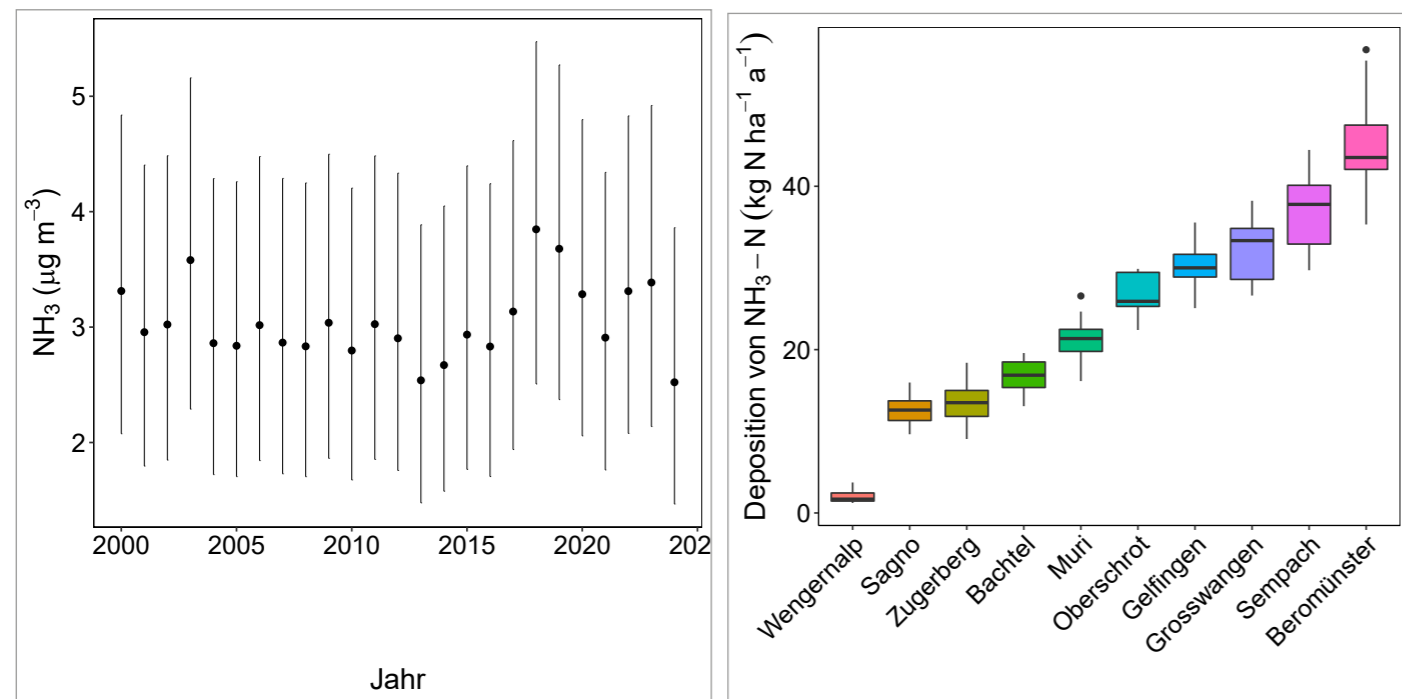 NH₃ (μg m⁻³)
5
4
3
2
2000 2005 2010 2015 2020 202
Jahr
Deposition von NH₃−N (kg N ha⁻¹ a⁻¹)
40
20
0
Wengernalp
Sagno
Zugerberg
Bachtel
Muri
Oberschrot
Gelfingen
Grosswangen
Sempach
Beromünster